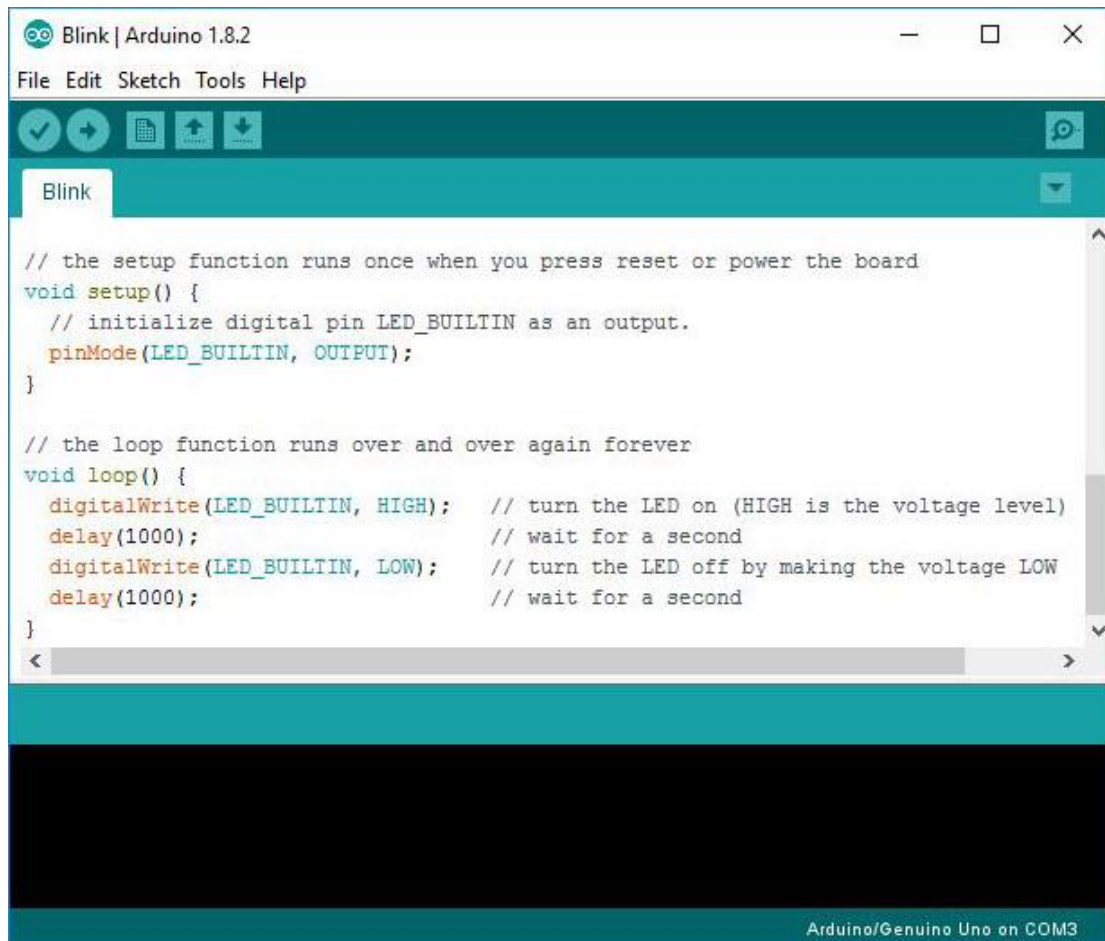 Blink | Arduino 1.8.2
File Edit Sketch Tools Help
Blink
// the setup function runs once when you press reset or power the board
void setup() {
  // initialize digital pin LED_BUILTIN as an output.
  pinMode(LED_BUILTIN, OUTPUT);
}
// the loop function runs over and over again forever
void loop() {
  digitalWrite(LED_BUILTIN, HIGH);   // turn the LED on (HIGH is the voltage level)
  delay(1000);                       // wait for a second
  digitalWrite(LED_BUILTIN, LOW);    // turn the LED off by making the voltage LOW
  delay(1000);                       // wait for a second
}
Arduino/Genuino Uno on COM3